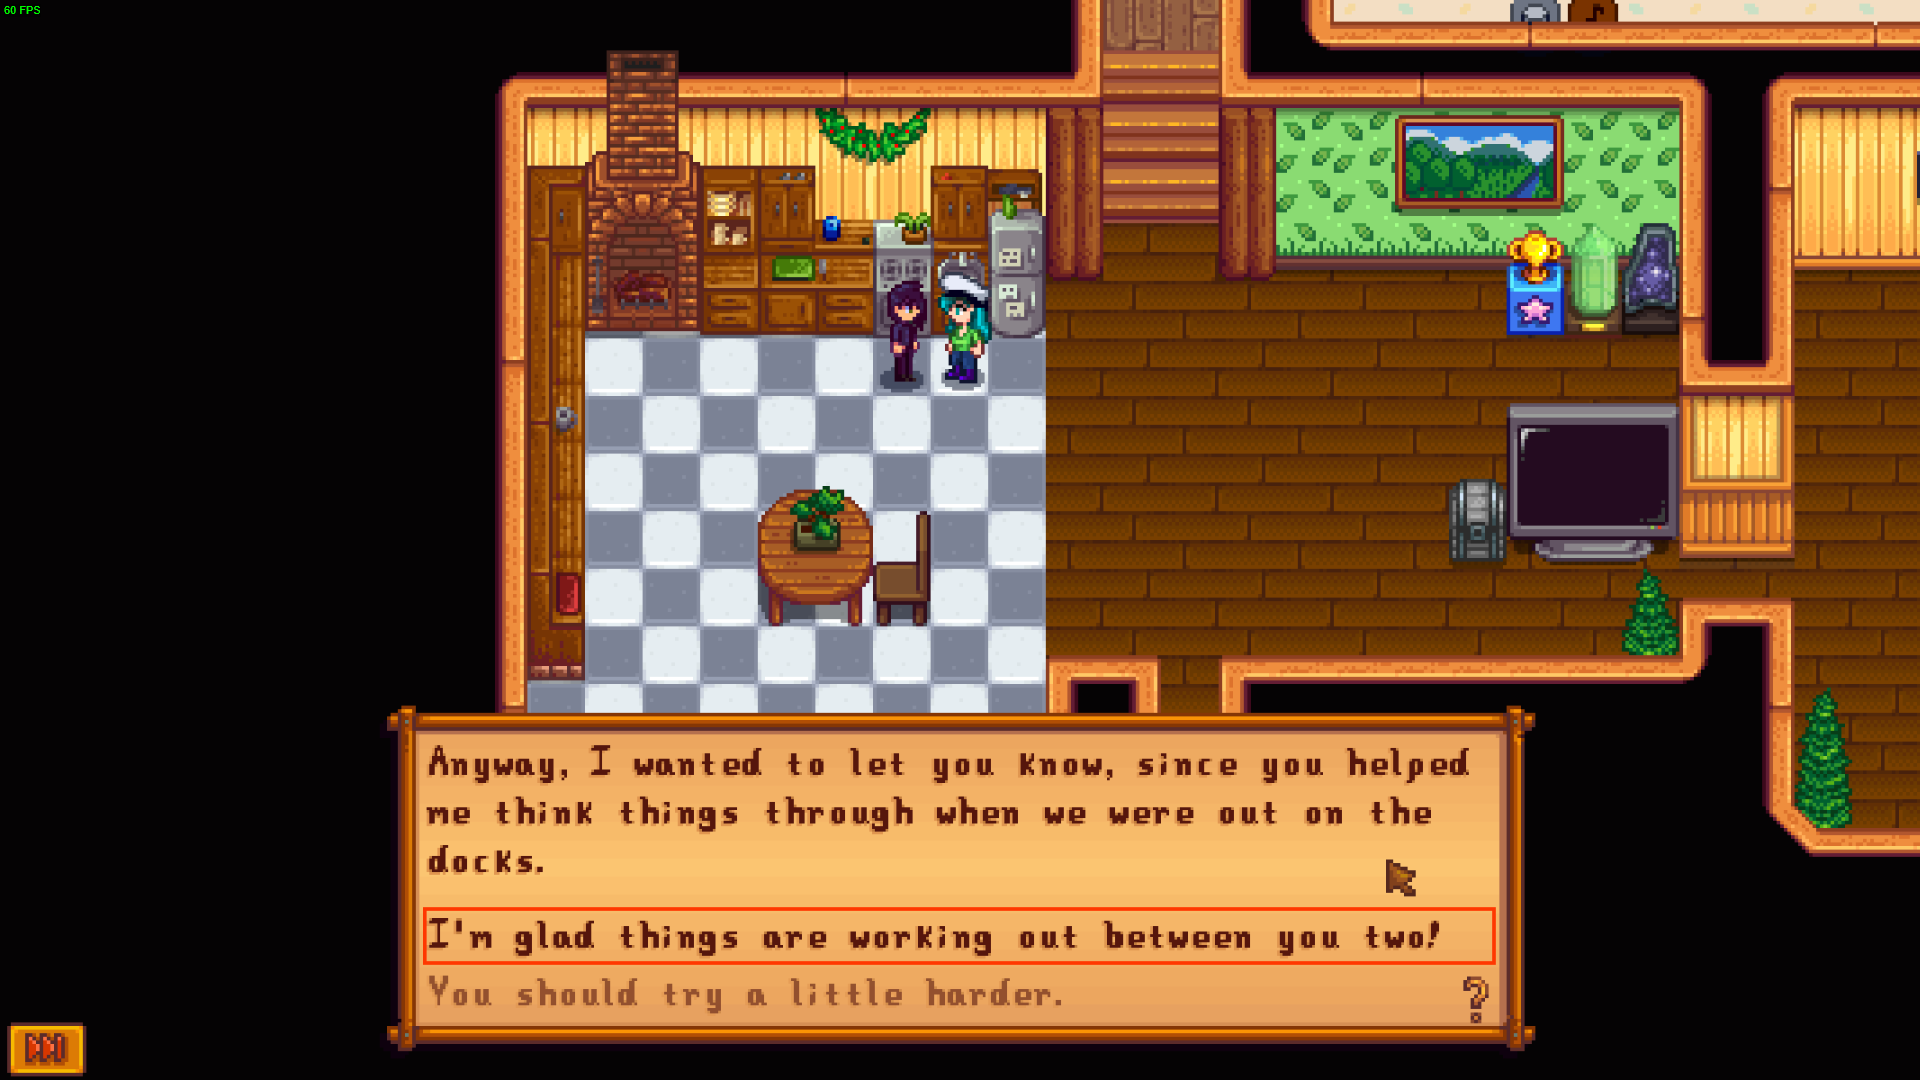 60 FPS
Anyway, I wanted to let you know, since you helped
me think things through when we were out on the
docks.
I'm glad things are working out between you two!
You should try a little harder.
?